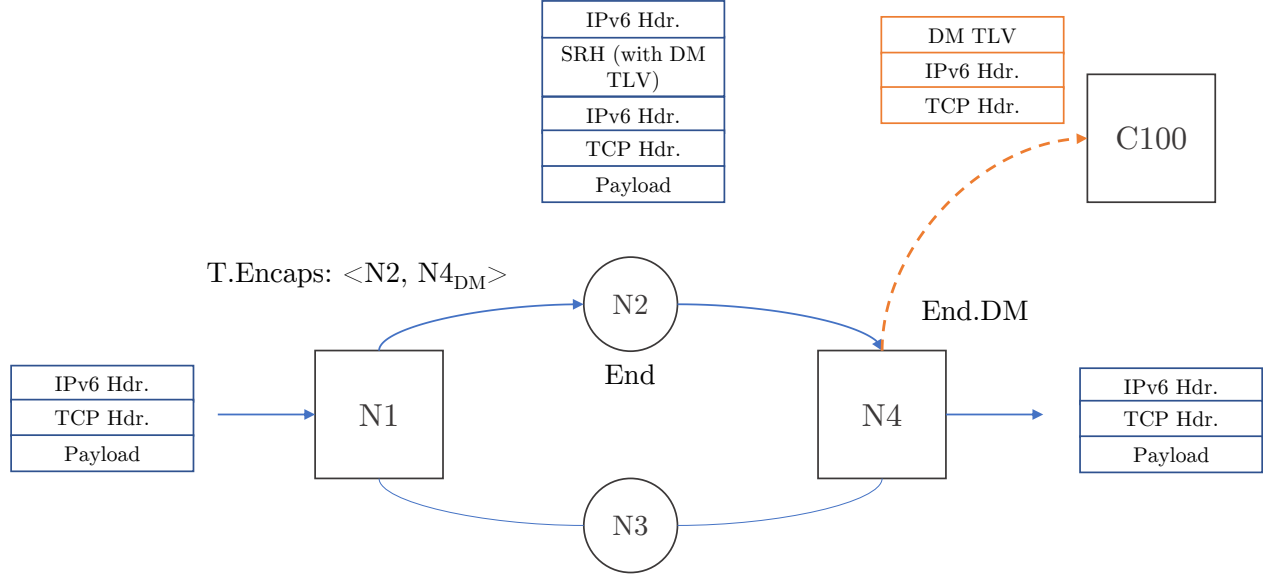 IPv6 Hdr.
SRH (with DM
TLV)
IPv6 Hdr.
TCP Hdr.
Payload
DM TLV
IPv6 Hdr.
TCP Hdr.
C100
T.Encaps: <N2, N4DM>
N2
End
End.DM
IPv6 Hdr.
TCP Hdr.
Payload
N1
N4
IPv6 Hdr.
TCP Hdr.
Payload
N3